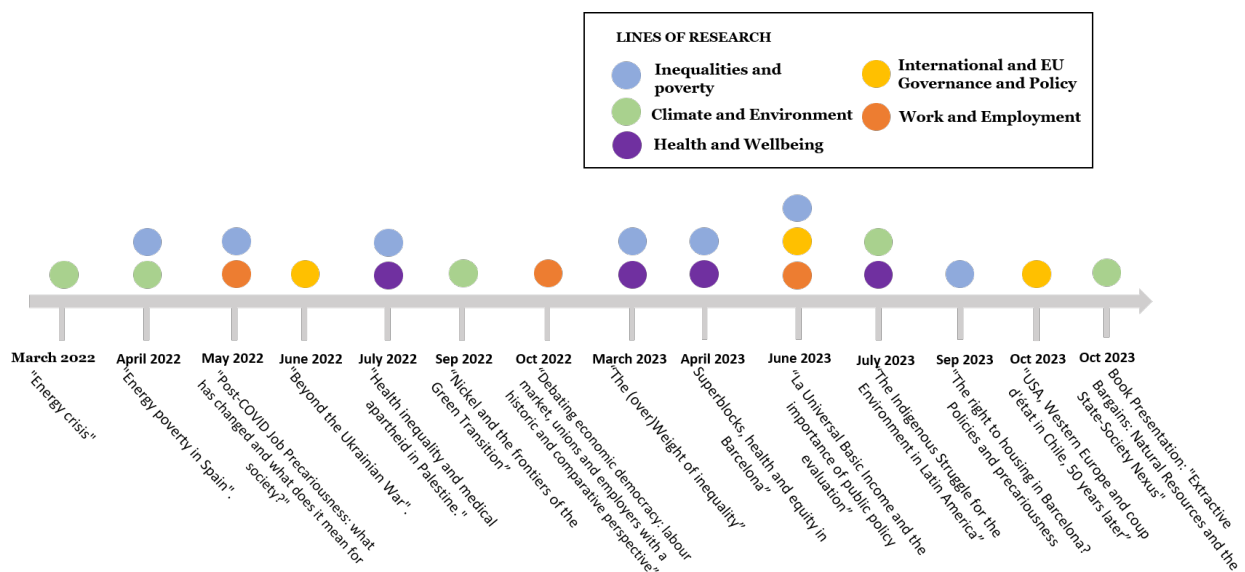 LINES OF RESEARCH
Inequalities and
poverty
Climate and Environment
Health and Wellbeing
International and EU
Governance and Policy
Work and Employment
March 2022
April 2022
May 2022
June 2022
July 2022
Sep 2022
Oct 2022
March 2023
April 2023
June 2023
July 2023
Sep 2023
Oct 2023
Oct 2023
"Energy crisis"
"Energy poverty in Spain".
"Post-COVID Job Precariousness: what
has changed and what does it mean for
society?"
"Beyond the Ukrainian War".
"Health inequality and medical
apartheid in Palestine."
"Nickel and the frontiers of the
Green Transition"
"Debating economic democracy: labour
market, unions and employers with a
historic and comparative perspective"
"The (over)Weight of inequality"
" Superblocks, health and equity in
Barcelona"
"La Universal Basic Income and the
importance of public policy
evaluation"
"The Indigenous Struggle for the
Environment in Latin America"
"The right to housing in Barcelona?
Policies and precariousness
"USA, Western Europe and coup
d'état in Chile, 50 years later"
Book Presentation: "Extractive
Bargains: Natural Resources and the
State-Society Nexus"